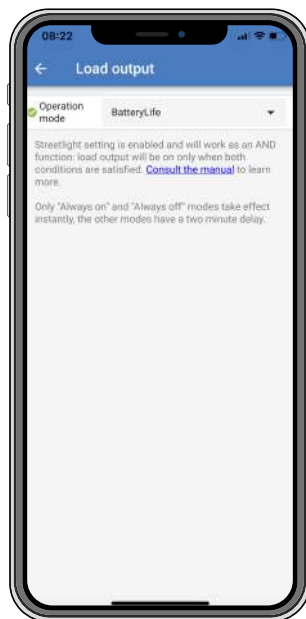 08:22
Load output
Operation mode
BatteryLife
Streetlight setting is enabled and will work as an AND
function: load output will be on only when both
conditions are satisfied. Consult the manual to learn
more.
Only "Always on" and "Always off" modes take effect
instantly, the other modes have a two minute delay.